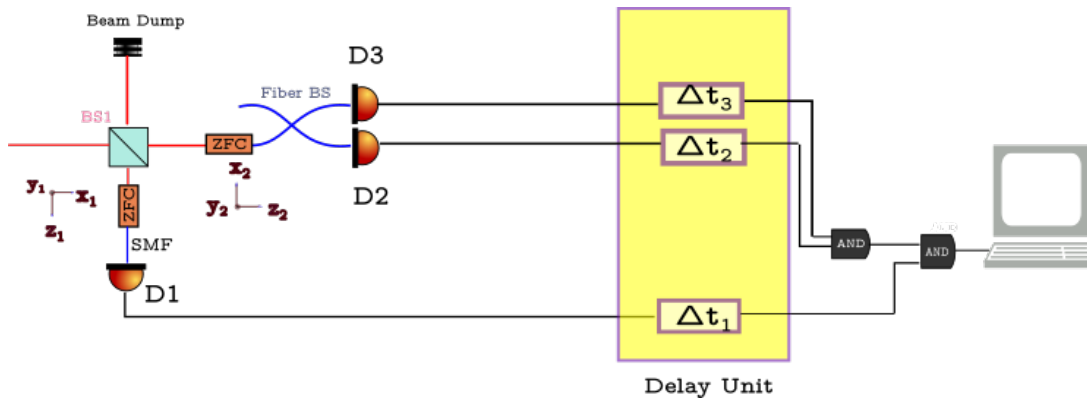 Beam Dump
D3
Fiber BS
BS1
ZFC
x₂
y₂
z₂
D2
y₁
x₁
z₁
ZFC
SMF
D1
Δt₃
Δt₂
Δt₁
AND
AND
Delay Unit